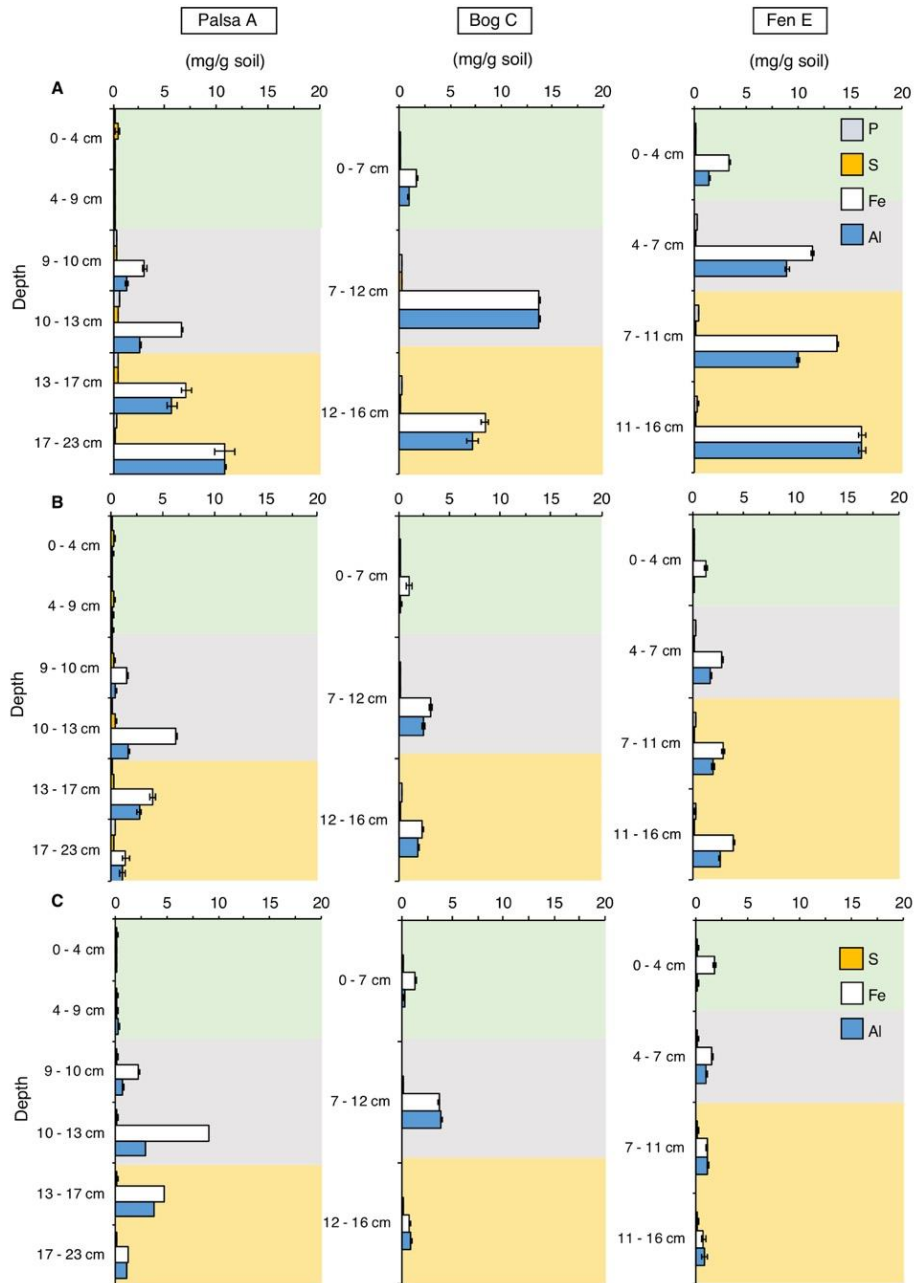 Palsa A
Bog C
Fen E
(mg/g soil)
(mg/g soil)
(mg/g soil)
A
0 5 10 15 20
0 5 10 15 20
0 5 10 15 20
Depth
0 - 4 cm
4 - 9 cm
9 - 10 cm
10 - 13 cm
13 - 17 cm
17 - 23 cm
0 - 7 cm
7 - 12 cm
12 - 16 cm
0 - 4 cm
4 - 7 cm
7 - 11 cm
11 - 16 cm
P
S
Fe
Al
B
0 5 10 15 20
0 5 10 15 20
0 5 10 15 20
Depth
0 - 4 cm
4 - 9 cm
9 - 10 cm
10 - 13 cm
13 - 17 cm
17 - 23 cm
0 - 7 cm
7 - 12 cm
12 - 16 cm
0 - 4 cm
4 - 7 cm
7 - 11 cm
11 - 16 cm
C
0 5 10 15 20
0 5 10 15 20
0 5 10 15 20
Depth
0 - 4 cm
4 - 9 cm
9 - 10 cm
10 - 13 cm
13 - 17 cm
17 - 23 cm
0 - 7 cm
7 - 12 cm
12 - 16 cm
0 - 4 cm
4 - 7 cm
7 - 11 cm
11 - 16 cm
S
Fe
Al